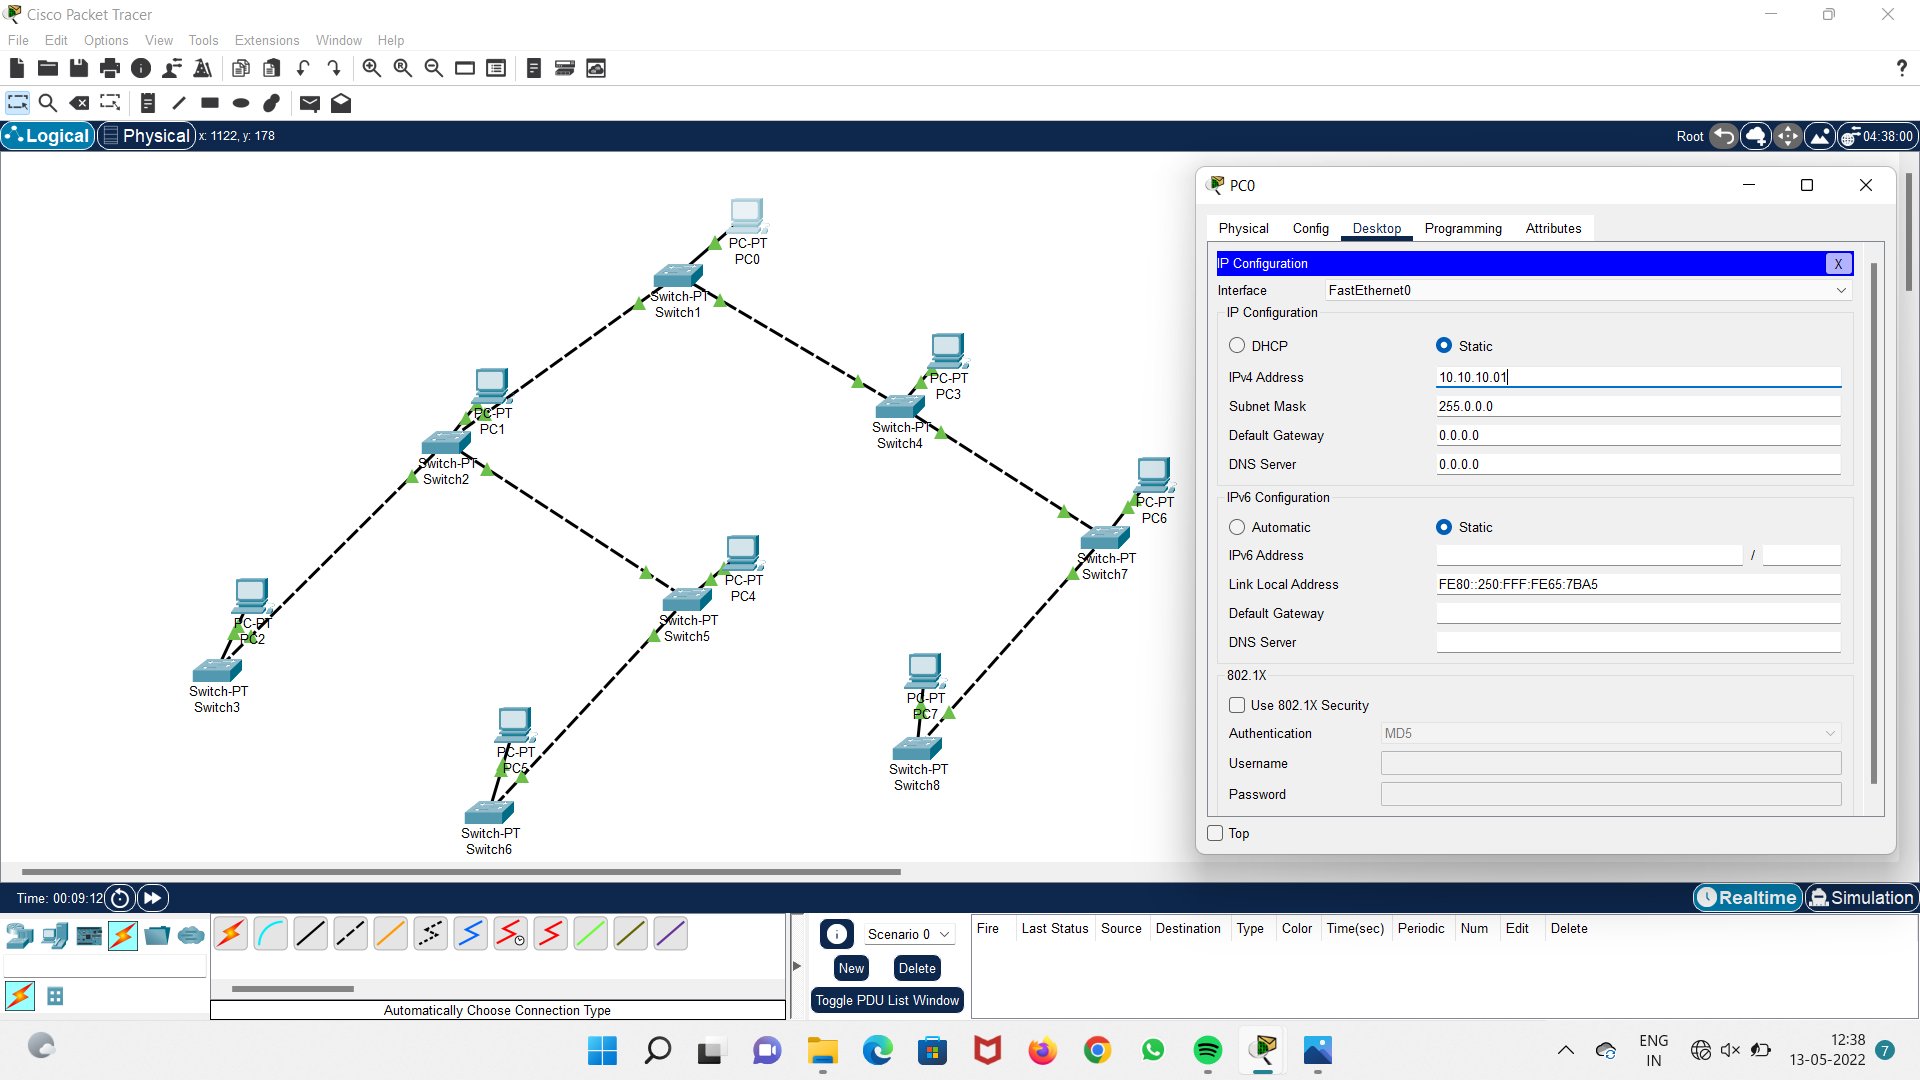 Cisco Packet Tracer
File Edit Options View Tools Extensions Window Help
Logical Physical x: 1122, y: 178 Root 04:38:00
PC-PT
PC0
Switch-PT
Switch1
PC-PT
PC3
Switch-PT
Switch4
PC-PT
PC1
Switch-PT
Switch2
PC-PT
PC6
Switch-PT
Switch7
PC-PT
PC4
Switch-PT
Switch5
PC-PT
PC2
Switch-PT
Switch3
PC-PT
PC7
Switch-PT
Switch8
PC-PT
PC5
Switch-PT
Switch6
PC0
Physical Config Desktop Programming Attributes
IP Configuration X
Interface FastEthernet0
IP Configuration
DHCP Static
IPv4 Address 10.10.10.01
Subnet Mask 255.0.0.0
Default Gateway 0.0.0.0
DNS Server 0.0.0.0
IPv6 Configuration
Automatic Static
IPv6 Address /
Link Local Address FE80::250:FFF:FE65:7BA5
Default Gateway
DNS Server
802.1X
Use 802.1X Security
Authentication MD5
Username
Password
Top
Time: 00:09:12 Realtime Simulation
Automatically Choose Connection Type
Scenario 0
New Delete
Toggle PDU List Window
Fire Last Status Source Destination Type Color Time(sec) Periodic Num Edit Delete
ENG
IN
12:38
13-05-2022
7